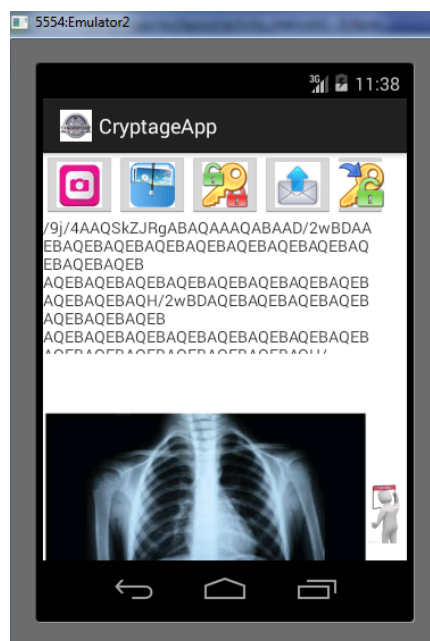 5554:Emulator2
3G 11:38
CryptageApp
/9j/4AAQSkZJRgABAQAAAQABAAD/2wBDAA
EBAQEBAQEBAQEBAQEBAQEBAQEBAQEBAQ
EBAQEBAQEB
AQEBAQEBAQEBAQEBAQEBAQEBAQEBAQEB
AQEBAQEBAQH/2wBDAQEBAQEBAQEBAQEB
AQEBAQEBAQEB
AQEBAQEBAQEBAQEBAQEBAQEBAQEBAQEB